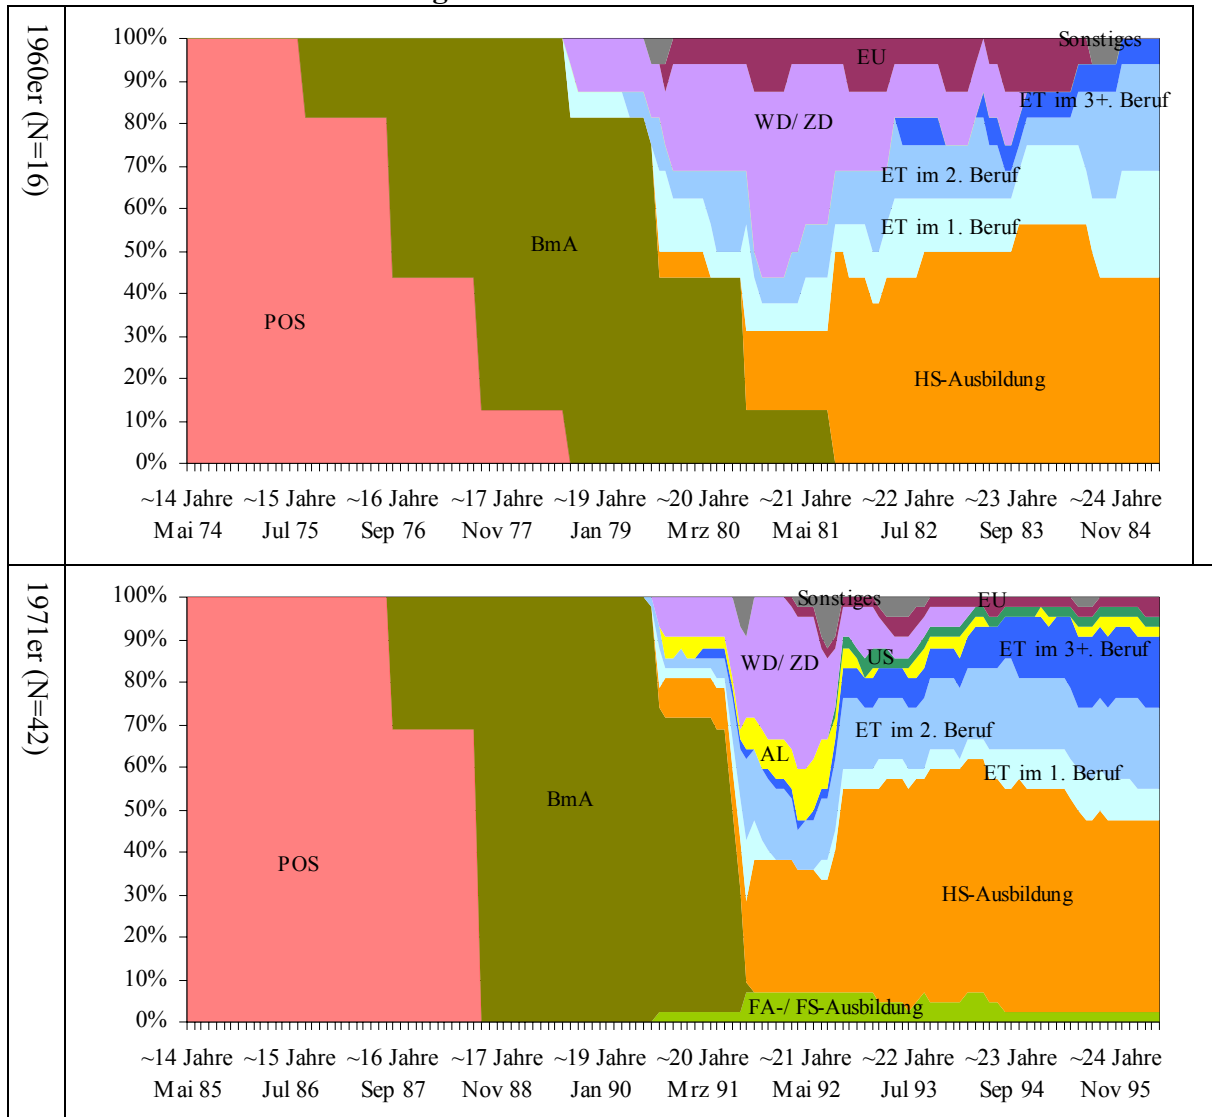 g
1960er (N=16)
100%
90%
80%
70%
60%
50%
40%
30%
20%
10%
0%
Sonstiges
EU
ET im 3+. Beruf
WD/ ZD
ET im 2. Beruf
ET im 1. Beruf
BmA
POS
HS-Ausbildung
~14 Jahre ~15 Jahre ~16 Jahre ~17 Jahre ~19 Jahre ~20 Jahre ~21 Jahre ~22 Jahre ~23 Jahre ~24 Jahre
Mai 74 Jul 75 Sep 76 Nov 77 Jan 79 Mrz 80 Mai 81 Jul 82 Sep 83 Nov 84
1971er (N=42)
100%
90%
80%
70%
60%
50%
40%
30%
20%
10%
0%
Sonstiges EU
ET im 3+. Beruf
US
WD/ ZD
ET im 2. Beruf
AL
ET im 1. Beruf
BmA
POS
HS-Ausbildung
FA-/ FS-Ausbildung
~14 Jahre ~15 Jahre ~16 Jahre ~17 Jahre ~19 Jahre ~20 Jahre ~21 Jahre ~22 Jahre ~23 Jahre ~24 Jahre
Mai 85 Jul 86 Sep 87 Nov 88 Jan 90 Mrz 91 Mai 92 Jul 93 Sep 94 Nov 95